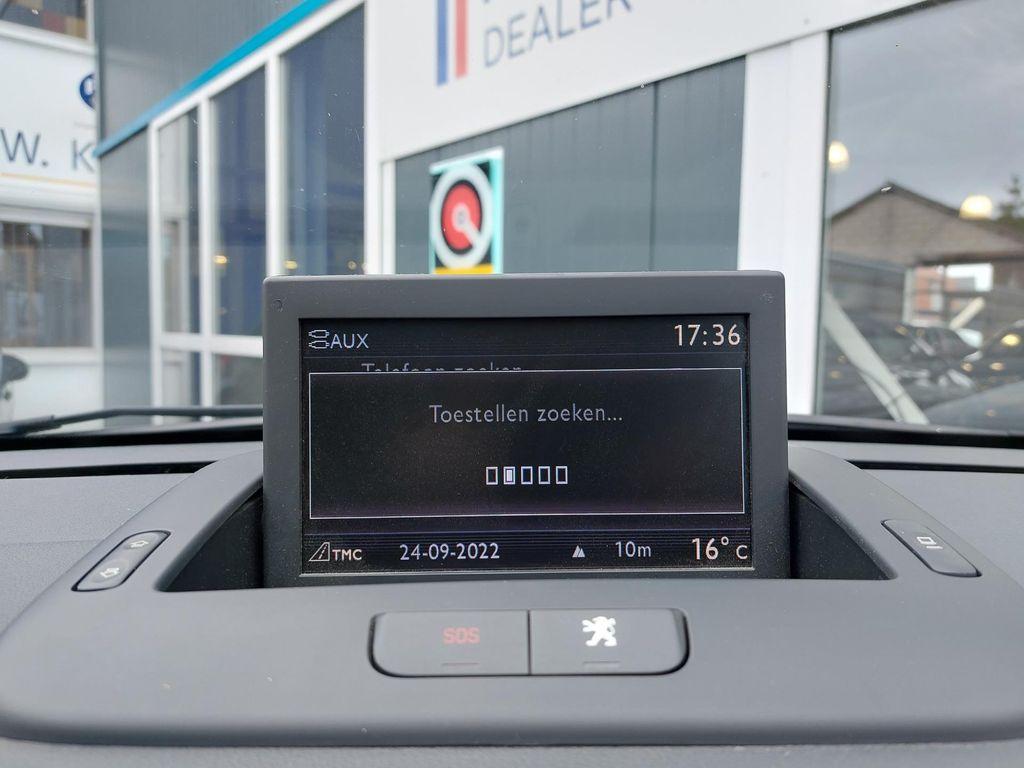 DEALER
W. K
AUX
17:36
Toestellen zoeken...
TMC
24-09-2022
10m
16° C
SOS